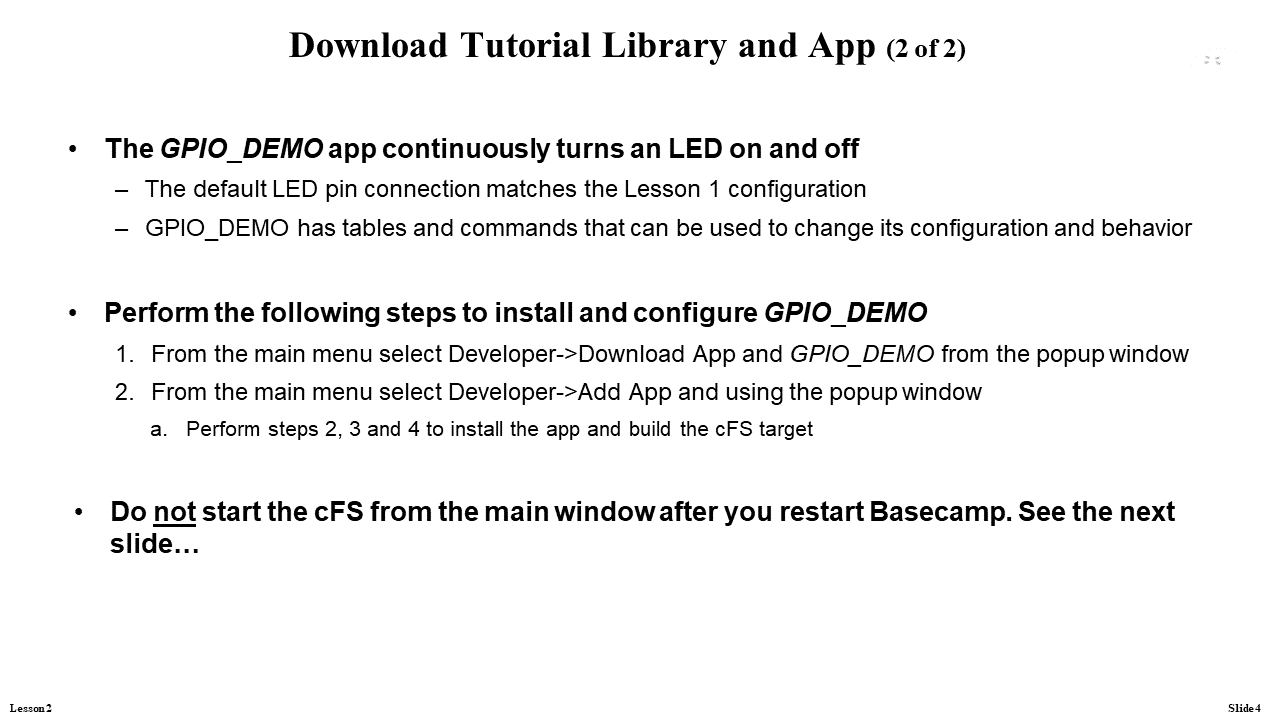 Download Tutorial Library and App (2 of 2)
• The GPIO_DEMO app continuously turns an LED on and off
– The default LED pin connection matches the Lesson 1 configuration
– GPIO_DEMO has tables and commands that can be used to change its configuration and behavior
• Perform the following steps to install and configure GPIO_DEMO
1. From the main menu select Developer->Download App and GPIO_DEMO from the popup window
2. From the main menu select Developer->Add App and using the popup window
a. Perform steps 2, 3 and 4 to install the app and build the cFS target
• Do not start the cFS from the main window after you restart Basecamp. See the next
slide…
Lesson 2
Slide 4